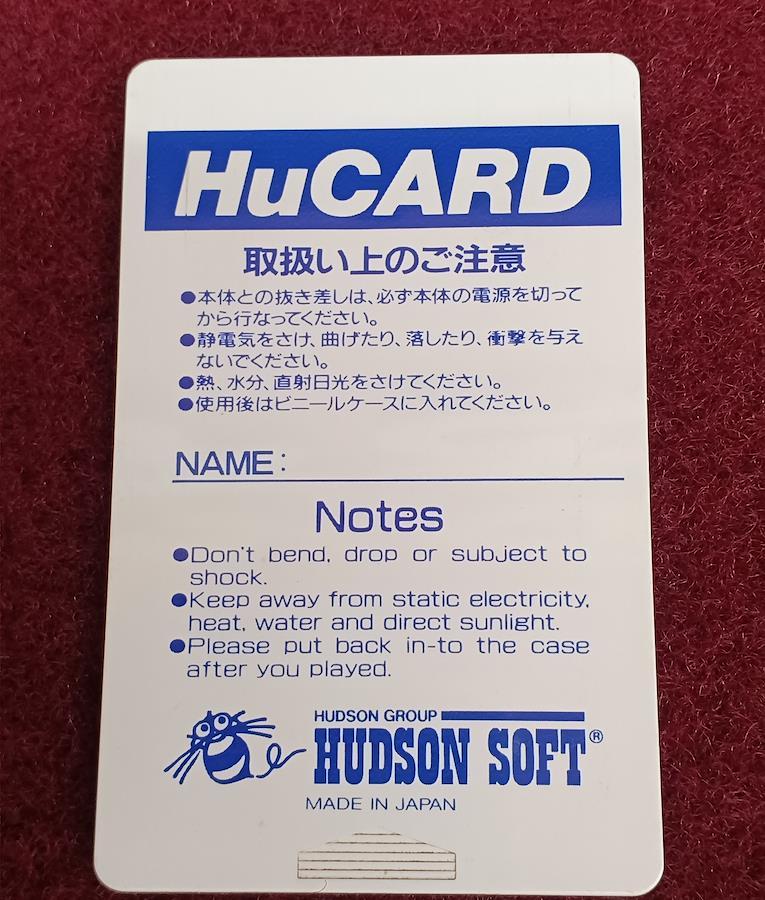 HuCARD
取扱い上のご注意
●本体との抜き差しは、必ず本体の電源を切って
から行なってください。
●静電気をさけ、曲げたり、落したり、衝撃を与え
ないでください。
●熱、水分、直射日光をさけてください。
●使用後はビニールケースに入れてください。
NAME:
Notes
●Don't bend, drop or subject to
shock.
●Keep away from static electricity,
heat, water and direct sunlight.
●Please put back in-to the case
after you played.
HUDSON GROUP
HUDSON SOFT®
MADE IN JAPAN